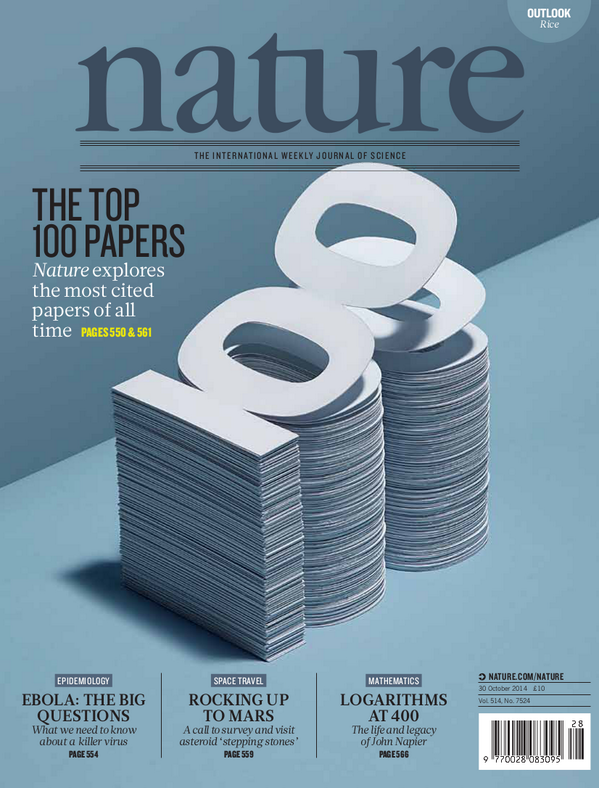 OUTLOOK
Rice
nature
THE INTERNATIONAL WEEKLY JOURNAL OF SCIENCE
THE TOP
100 PAPERS
Nature explores
the most cited
papers of all
time PAGES 550 & 561
100
EPIDEMIOLOGY
EBOLA: THE BIG
QUESTIONS
What we need to know
about a killer virus
PAGE 554
SPACE TRAVEL
ROCKING UP
TO MARS
A call to survey and visit
asteroid ‘stepping stones’
PAGE 559
MATHEMATICS
LOGARITHMS
AT 400
The life and legacy
of John Napier
PAGE 566
NATURE.COM/NATURE
30 October 2014 £10
Vol. 514, No. 7524
28
9 770028 083095